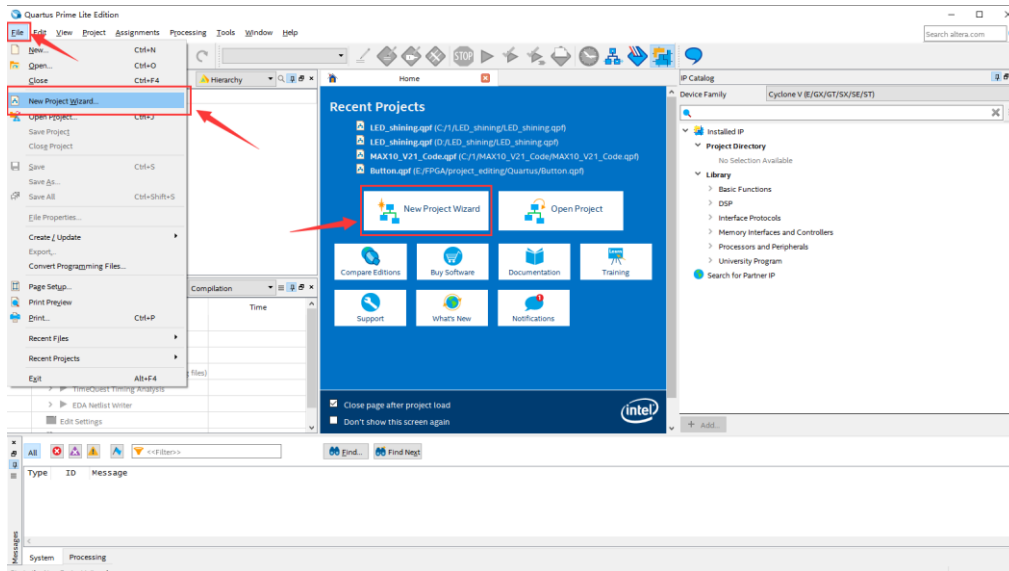 Quartus Prime Lite Edition
File Edit View Project Assignments Processing Tools Window Help
Search altera.com
New... Ctrl+N
Open... Ctrl+O
Close Ctrl+F4
New Project Wizard...
Open Project... Ctrl+J
Save Project
Close Project
Save Ctrl+S
Save As...
Save All Ctrl+Shift+S
File Properties...
Create / Update
Export...
Convert Programming Files...
Page Setup...
Print Preview
Print... Ctrl+P
Recent Files
Recent Projects
Exit Alt+F4
Hierarchy
Compilation
Time
files)
TimeQuest Timing Analysis
EDA Netlist Writer
Edit Settings
Home
Recent Projects
LED_shining.qpf (C:/1/LED_shining/LED_shining.qpf)
LED_shining.qpf (D:/LED_shining/LED_shining.qpf)
MAX10_V21_Code.qpf (C:/1/MAX10_V21_Code/MAX10_V21_Code.qpf)
Button.qpf (E:/FPGA/project_editing/Quartus/Button.qpf)
New Project Wizard
Open Project
Compare Editions
Buy Software
Documentation
Training
Support
What's New
Notifications
Close page after project load
Don't show this screen again
intel
IP Catalog
Device Family Cyclone V (E/GX/GT/SX/SE/ST)
Installed IP
Project Directory
No Selection Available
Library
Basic Functions
DSP
Interface Protocols
Memory Interfaces and Controllers
Processors and Peripherals
University Program
Search for Partner IP
+ Add...
All <<Filter>> Find... Find Next
Type ID Message
Messages
System Processing